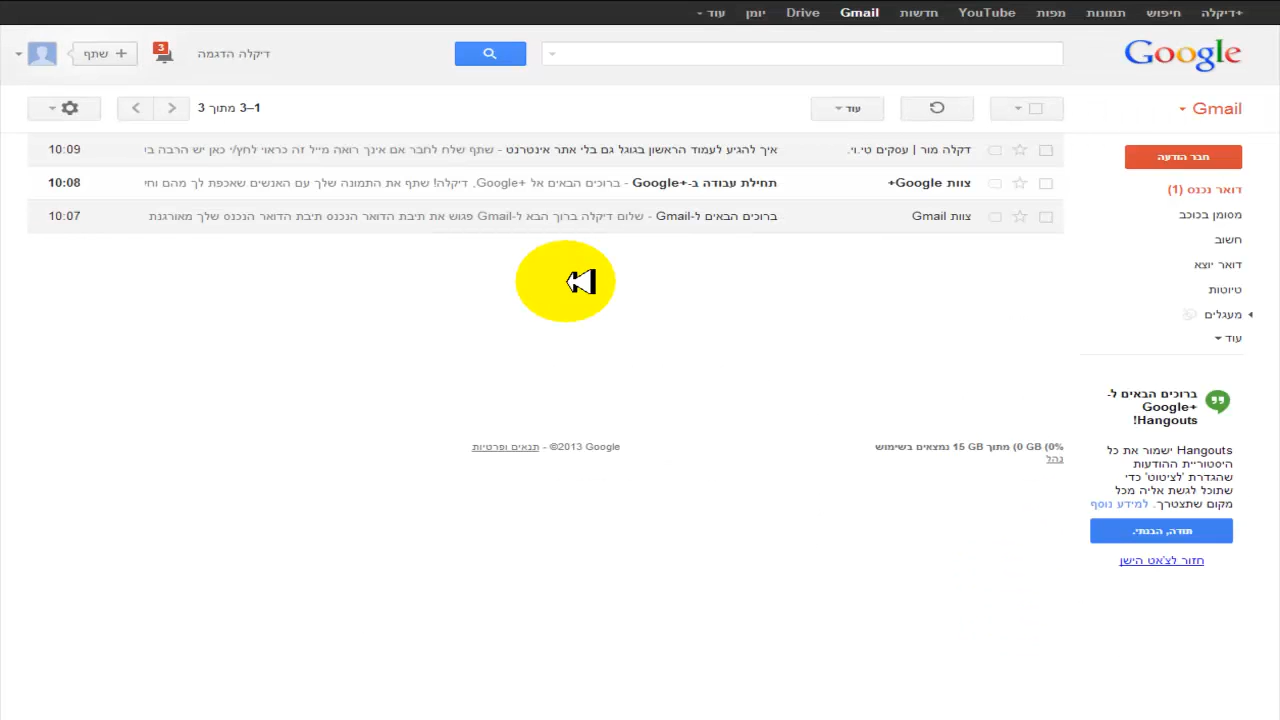 +דיקלה חיפוש תמונות מפות YouTube חדשות Gmail Drive יומן עוד
Google
דיקלה הדגמה 3 + שתף
Gmail
עוד
1–3 מתוך 3
חבר הודעה
דואר נכנס (1)
מסומן בכוכב
חשוב
דואר יוצא
טיוטות
מעגלים
עוד
דקלה מור | עסקים טי.וי. איך להגיע לעמוד הראשון בגוגל גם בלי אתר אינטרנט - שתף שלח לחבר אם אינך רואה מייל זה כראוי לחץ/י כאן יש הרבה בי 10:09
צוות Google+ תחילת עבודה ב-Google+ - ברוכים הבאים אל Google+, דיקלה! שתף את התמונה שלך עם האנשים שאכפת לך מהם וחי 10:08
צוות Gmail ברוכים הבאים ל-Gmail - שלום דיקלה ברוך הבא ל-Gmail פגוש את תיבת הדואר הנכנס תיבת הדואר הנכנס שלך מאורגנת 10:07
ברוכים הבאים ל-
Google+
Hangouts!
Hangouts ישמור את כל
היסטוריית ההודעות
שהגדרת 'לציטוט' כדי
שתוכל לגשת אליה מכל
מקום שתצטרך. למידע נוסף
תודה, הבנתי.
חזור לצ'אט הישן
0 GB (0%) מתוך 15 GB נמצאים בשימוש
נהל
©2013 Google - תנאים ופרטיות